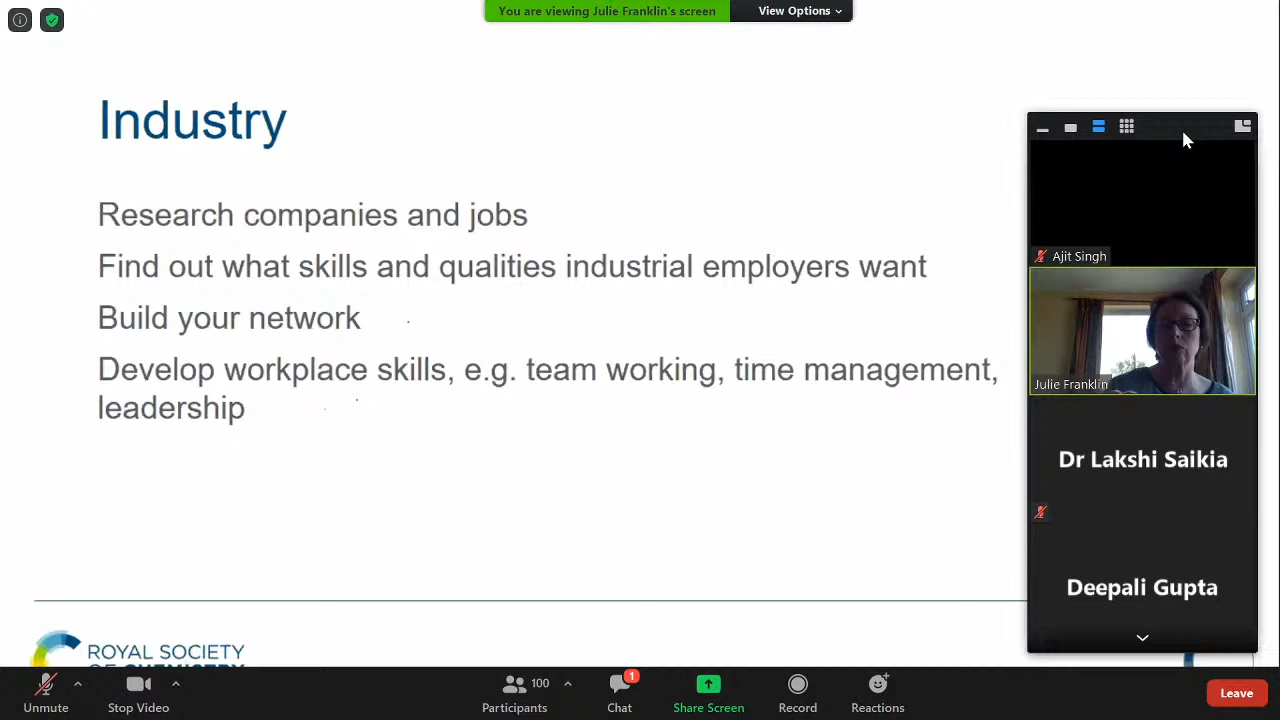 You are viewing Julie Franklin's screen
View Options
Industry
Research companies and jobs
Find out what skills and qualities industrial employers want
Build your network
Develop workplace skills, e.g. team working, time management,
leadership
Ajit Singh
Julie Franklin
Dr Lakshi Saikia
Deepali Gupta
ROYAL SOCIETY
OF CHEMISTRY
Unmute
Stop Video
100
Participants
1
Chat
Share Screen
Record
Reactions
Leave